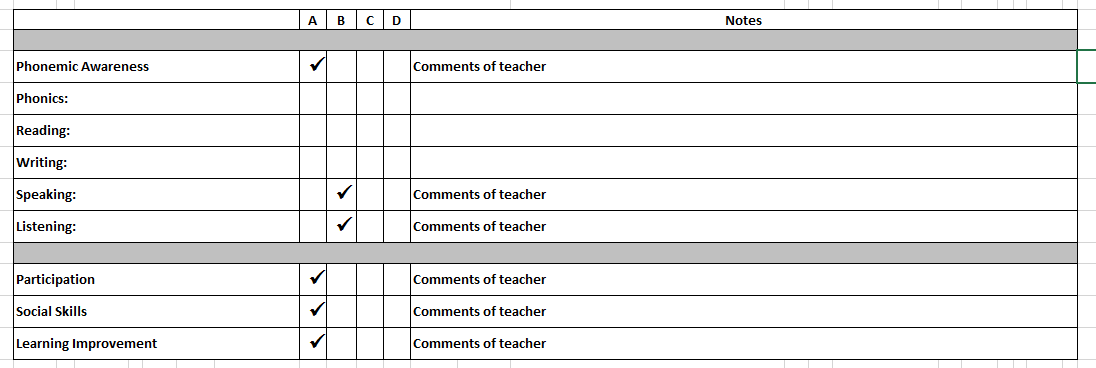 A B C D Notes
Phonemic Awareness ✓ Comments of teacher
Phonics:
Reading:
Writing:
Speaking: ✓ Comments of teacher
Listening: ✓ Comments of teacher
Participation ✓ Comments of teacher
Social Skills ✓ Comments of teacher
Learning Improvement ✓ Comments of teacher